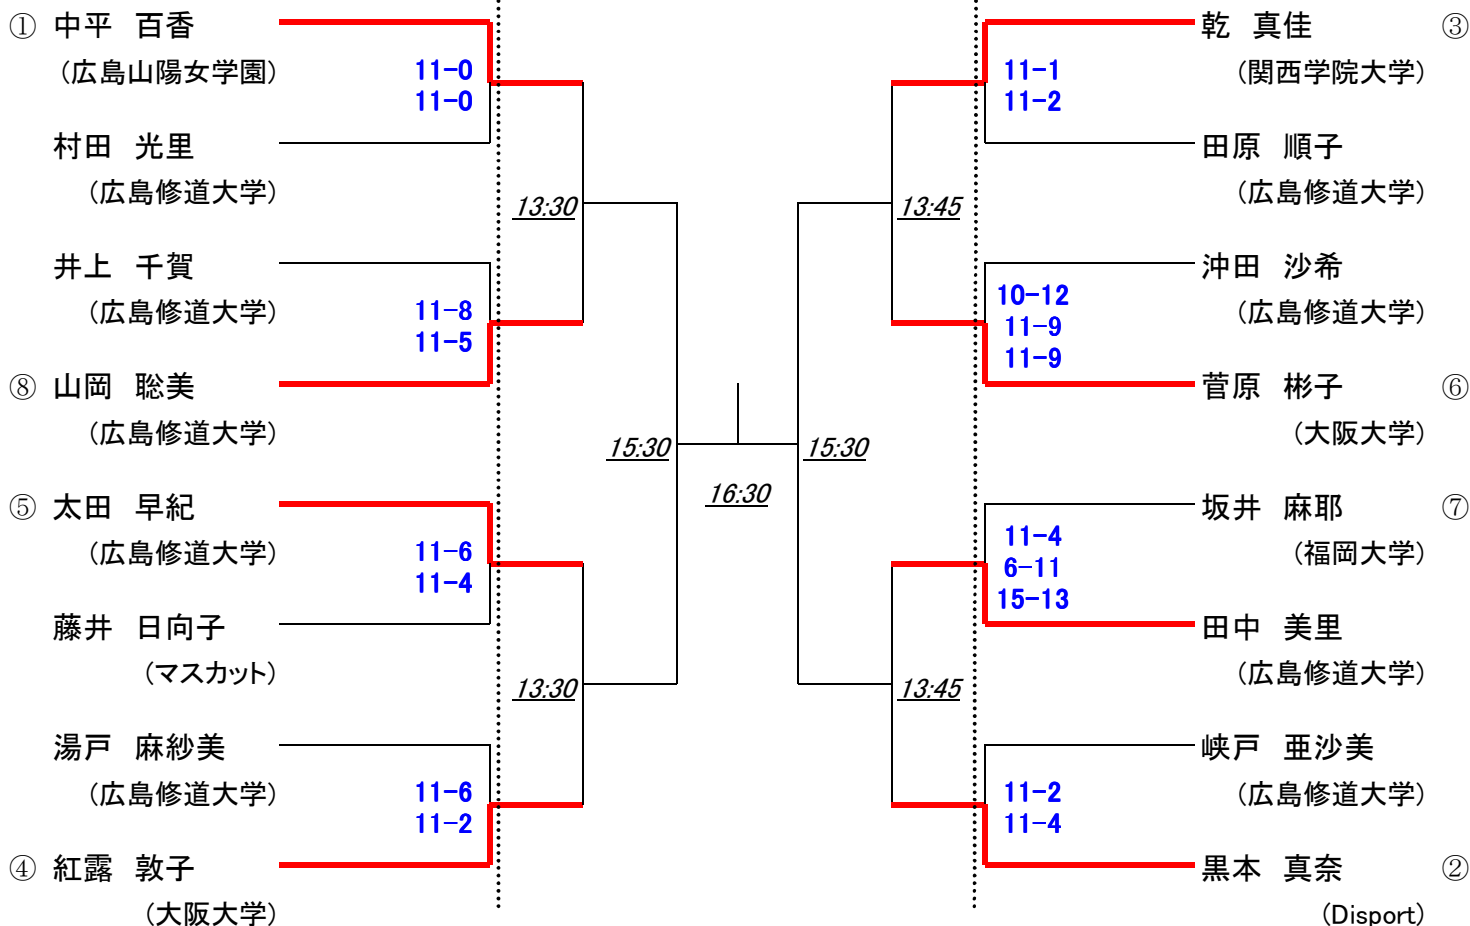 ① 中平 百香
(広島山陽女学園)
11-0
11-0
村田 光里
(広島修道大学)
13:30
井上 千賀
(広島修道大学)
11-8
11-5
⑧ 山岡 聡美
(広島修道大学)
15:30
⑤ 太田 早紀
(広島修道大学)
11-6
11-4
藤井 日向子
(マスカット)
13:30
湯戸 麻紗美
(広島修道大学)
11-6
11-2
④ 紅露 敦子
(大阪大学)
16:30
乾 真佳 ③
(関西学院大学)
11-1
11-2
田原 順子
(広島修道大学)
13:45
沖田 沙希
(広島修道大学)
10-12
11-9
11-9
菅原 彬子 ⑥
(大阪大学)
15:30
坂井 麻耶 ⑦
(福岡大学)
11-4
6-11
15-13
田中 美里
(広島修道大学)
13:45
峡戸 亜沙美
(広島修道大学)
11-2
11-4
黒本 真奈 ②
(Disport)